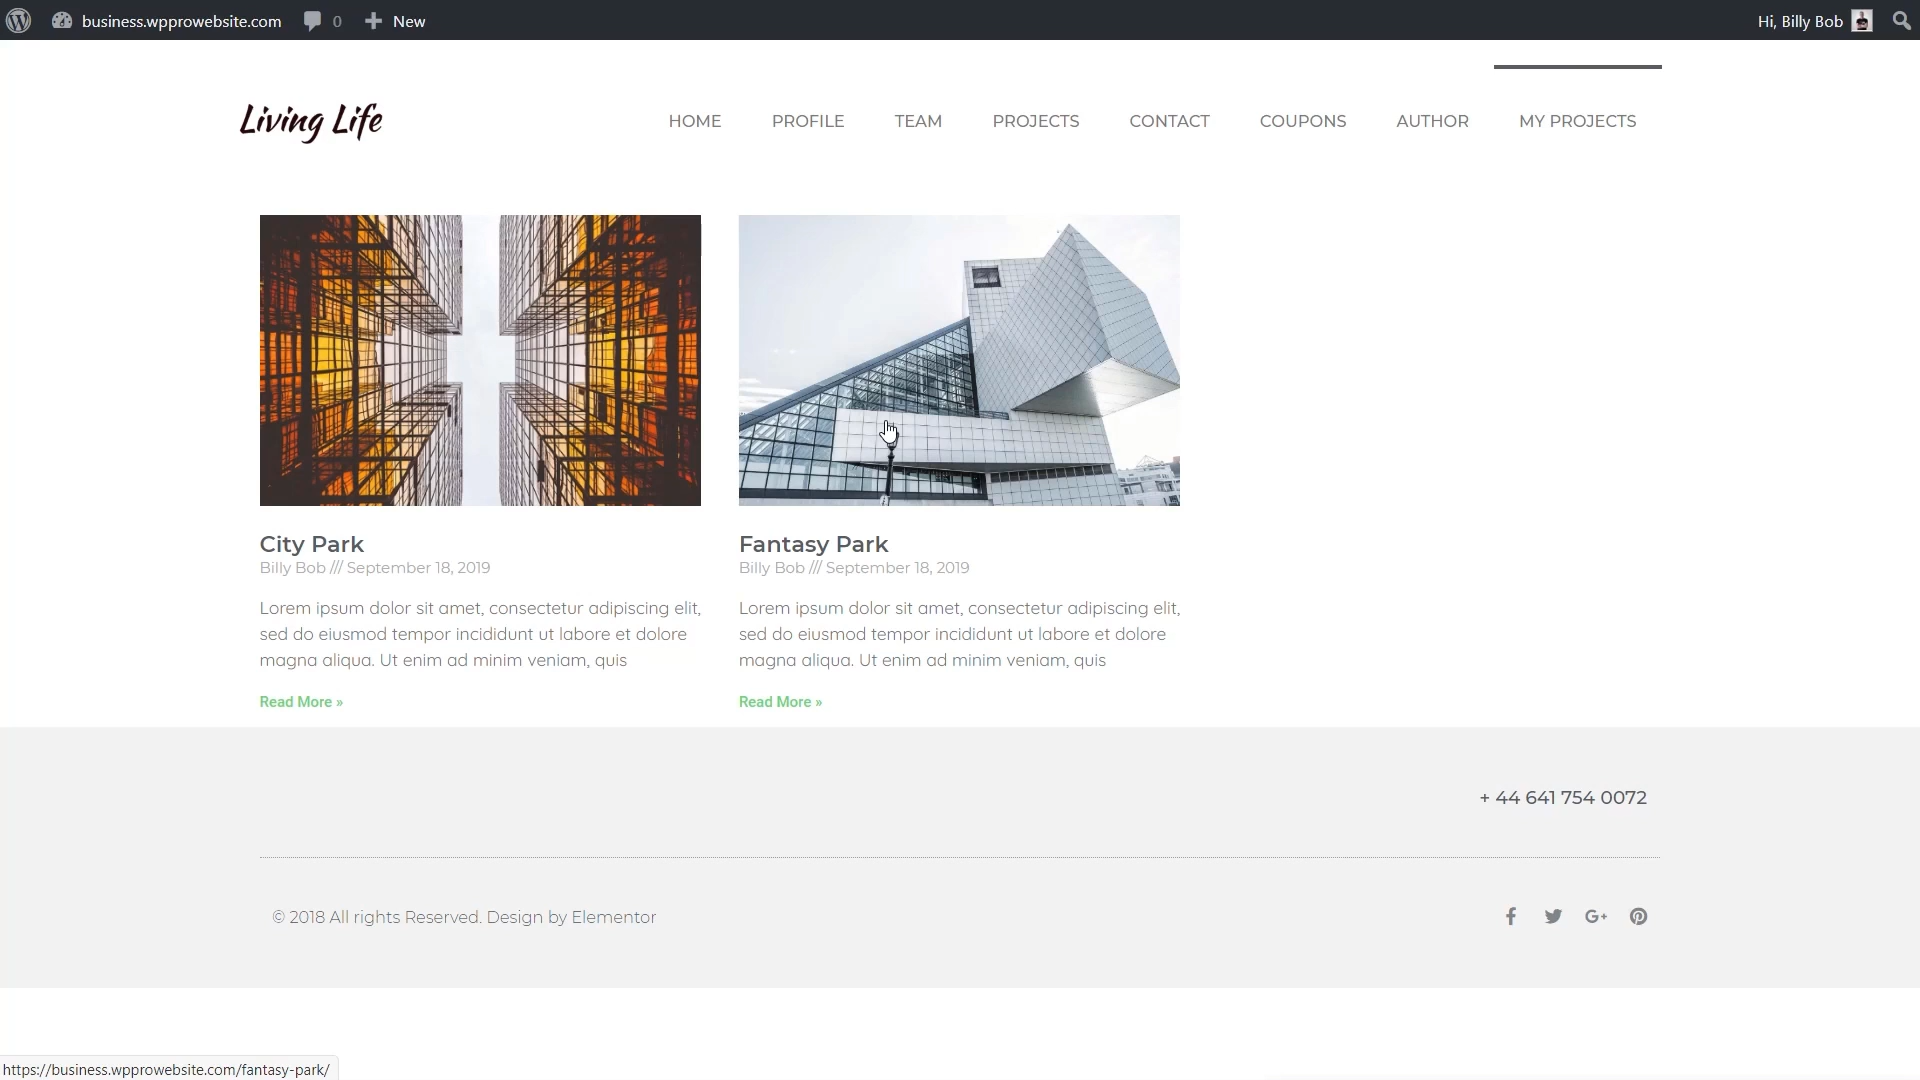 business.wpprowebsite.com 0 New Hi, Billy Bob
Living Life HOME PROFILE TEAM PROJECTS CONTACT COUPONS AUTHOR MY PROJECTS
City Park
Billy Bob /// September 18, 2019
Lorem ipsum dolor sit amet, consectetur adipiscing elit,
sed do eiusmod tempor incididunt ut labore et dolore
magna aliqua. Ut enim ad minim veniam, quis
Read More »
Fantasy Park
Billy Bob /// September 18, 2019
Lorem ipsum dolor sit amet, consectetur adipiscing elit,
sed do eiusmod tempor incididunt ut labore et dolore
magna aliqua. Ut enim ad minim veniam, quis
Read More »
+ 44 641 754 0072
© 2018 All rights Reserved. Design by Elementor
https://business.wpprowebsite.com/fantasy-park/